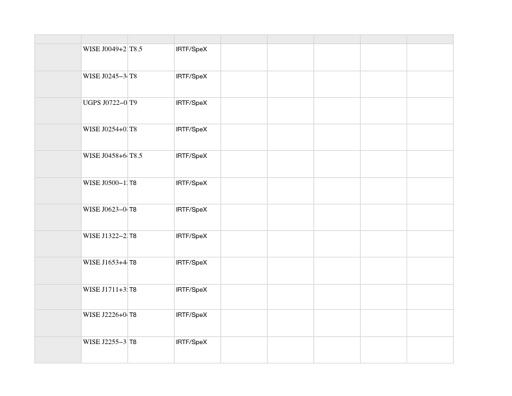 WISE J0049+2 T8.5 IRTF/SpeX
WISE J0245−3 T8 IRTF/SpeX
UGPS J0722−0 T9 IRTF/SpeX
WISE J0254+0 T8 IRTF/SpeX
WISE J0458+6 T8.5 IRTF/SpeX
WISE J0500−1 T8 IRTF/SpeX
WISE J0623−0 T8 IRTF/SpeX
WISE J1322−2 T8 IRTF/SpeX
WISE J1653+4 T8 IRTF/SpeX
WISE J1711+3 T8 IRTF/SpeX
WISE J2226+0 T8 IRTF/SpeX
WISE J2255−3 T8 IRTF/SpeX